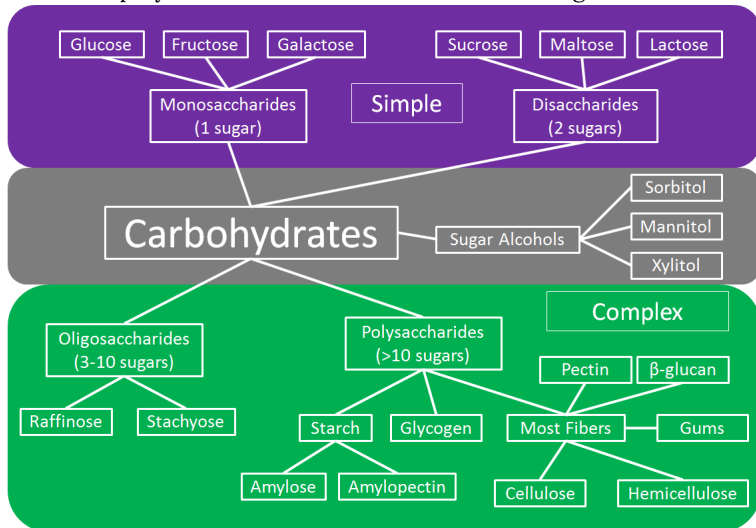 Glucose
Fructose
Galactose
Sucrose
Maltose
Lactose
Monosaccharides
(1 sugar)
Simple
Disaccharides
(2 sugars)
Carbohydrates
Sugar Alcohols
Sorbitol
Mannitol
Xylitol
Complex
Oligosaccharides
(3-10 sugars)
Polysaccharides
(>10 sugars)
Pectin
β-glucan
Raffinose
Stachyose
Starch
Glycogen
Most Fibers
Gums
Amylose
Amylopectin
Cellulose
Hemicellulose